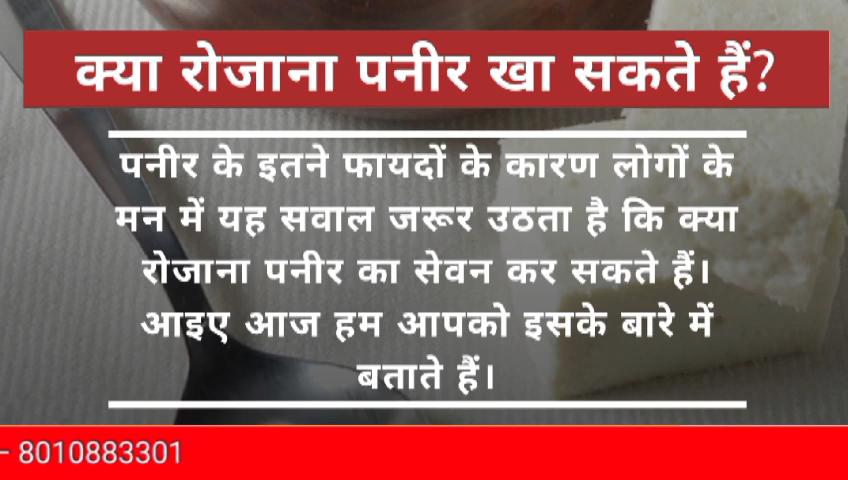 क्या रोजाना पनीर खा सकते हैं?
पनीर के इतने फायदों के कारण लोगों के
मन में यह सवाल जरूर उठता है कि क्या
रोजाना पनीर का सेवन कर सकते हैं।
आइए आज हम आपको इसके बारे में
बताते हैं।
– 8010883301